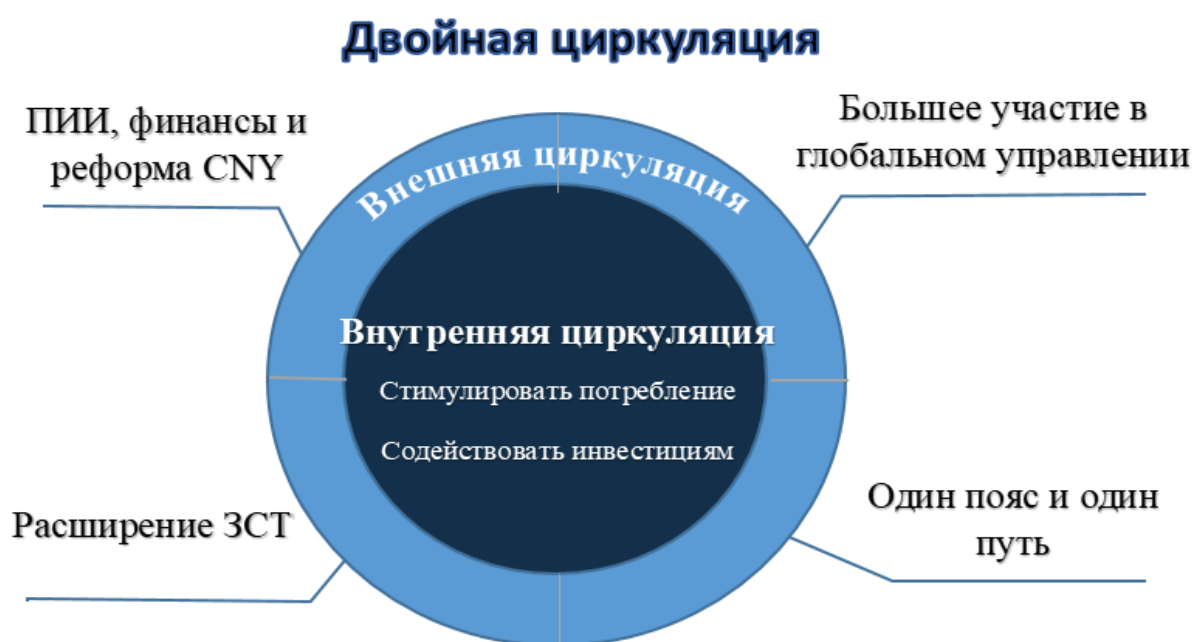 Двойная циркуляция
ПИИ, финансы и
реформа CNY
Большее участие в
глобальном управлении
Внешняя циркуляция
Внутренняя циркуляция
Стимулировать потребление
Содействовать инвестициям
Расширение ЗСТ
Один пояс и один
путь